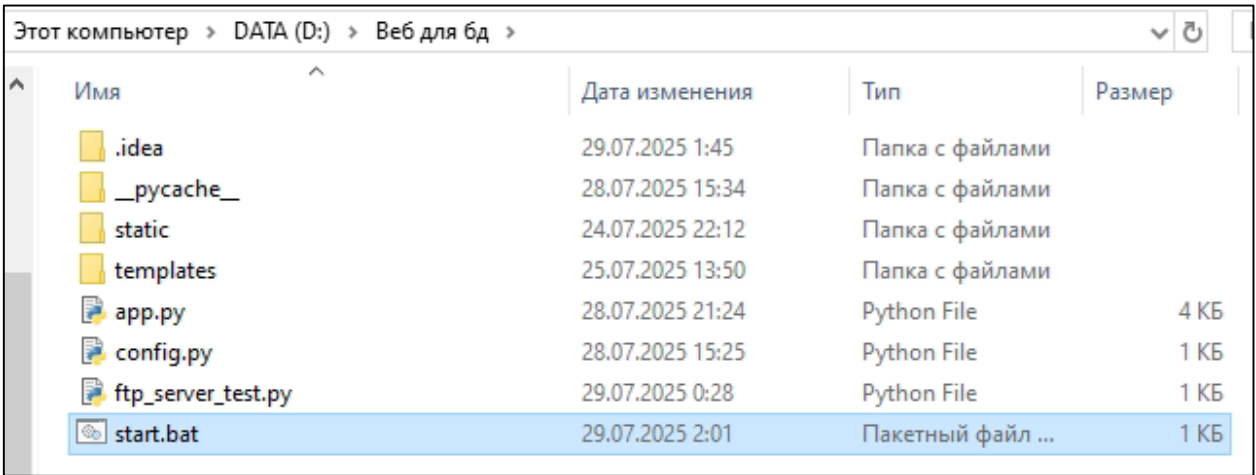 Этот компьютер > DATA (D:) > Веб для бд >
Имя Дата изменения Тип Размер
.idea 29.07.2025 1:45 Папка с файлами
__pycache__ 28.07.2025 15:34 Папка с файлами
static 24.07.2025 22:12 Папка с файлами
templates 25.07.2025 13:50 Папка с файлами
app.py 28.07.2025 21:24 Python File 4 КБ
config.py 28.07.2025 15:25 Python File 1 КБ
ftp_server_test.py 29.07.2025 0:28 Python File 1 КБ
start.bat 29.07.2025 2:01 Пакетный файл ... 1 КБ